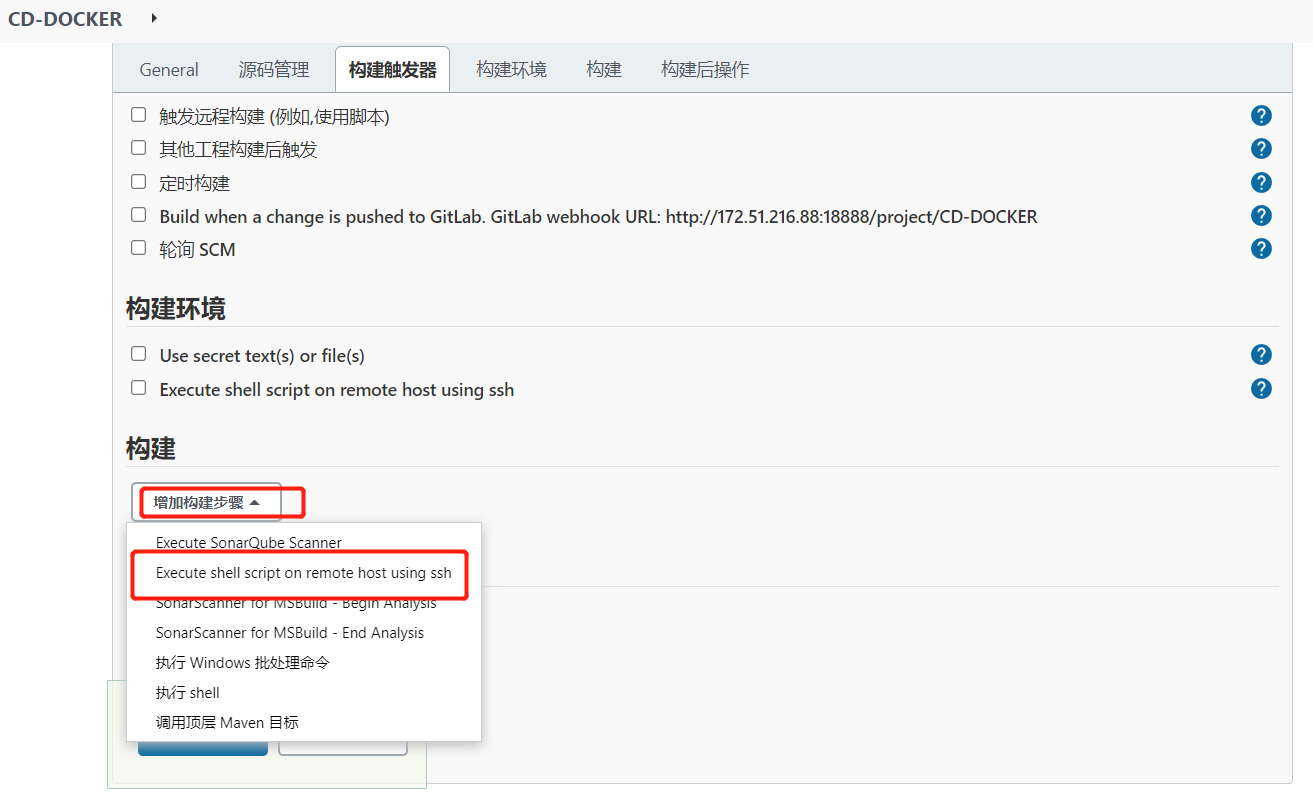 CD-DOCKER
General 源码管理 构建触发器 构建环境 构建 构建后操作
触发远程构建 (例如,使用脚本)
其他工程构建后触发
定时构建
Build when a change is pushed to GitLab. GitLab webhook URL: http://172.51.216.88:18888/project/CD-DOCKER
轮询 SCM
构建环境
Use secret text(s) or file(s)
Execute shell script on remote host using ssh
构建
增加构建步骤
Execute SonarQube Scanner
Execute shell script on remote host using ssh
SonarScanner for MSBuild - Begin Analysis
SonarScanner for MSBuild - End Analysis
执行 Windows 批处理命令
执行 shell
调用顶层 Maven 目标